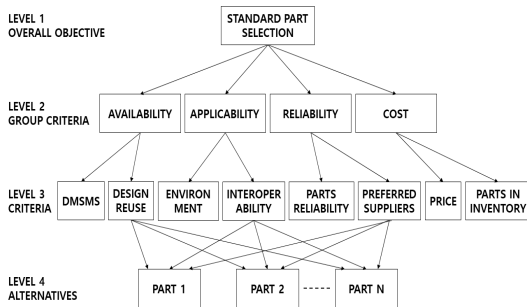 LEVEL 1
OVERALL OBJECTIVE
STANDARD PART
SELECTION
LEVEL 2
GROUP CRITERIA
AVAILABILITY
APPLICABILITY
RELIABILITY
COST
LEVEL 3
CRITERIA
DMSMS
DESIGN
REUSE
ENVIRON
MENT
INTEROPER
ABILITY
PARTS
RELIABILITY
PREFERRED
SUPPLIERS
PRICE
PARTS IN
INVENTORY
LEVEL 4
ALTERNATIVES
PART 1
PART 2
PART N